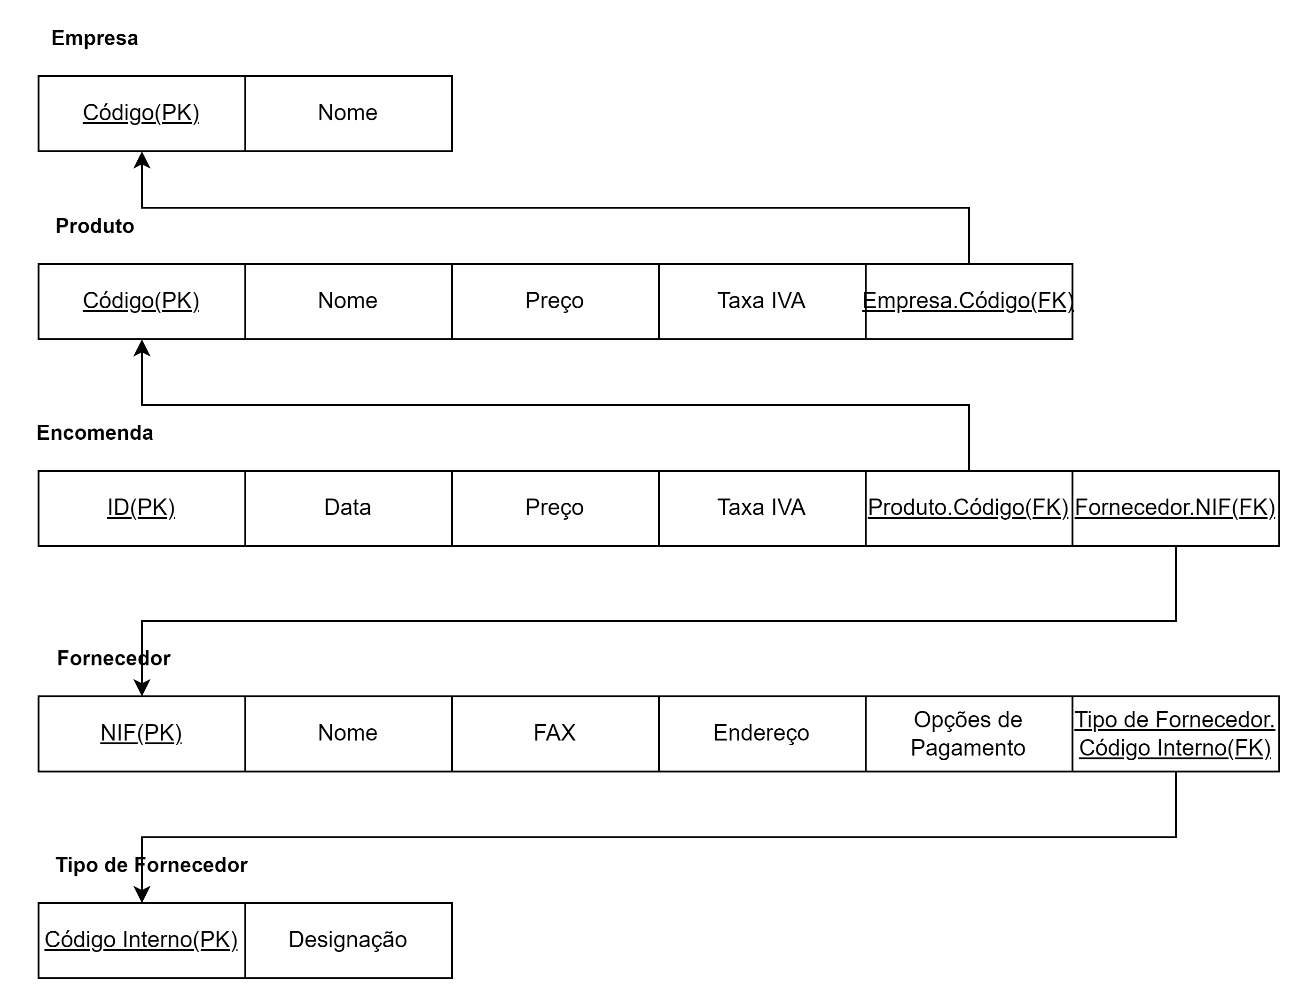 Empresa
Código(PK)
Nome
Produto
Código(PK)
Nome
Preço
Taxa IVA
Empresa.Código(FK)
Encomenda
ID(PK)
Data
Preço
Taxa IVA
Produto.Código(FK)
Fornecedor.NIF(FK)
Fornecedor
NIF(PK)
Nome
FAX
Endereço
Opções de
Pagamento
Tipo de Fornecedor.
Código Interno(FK)
Tipo de Fornecedor
Código Interno(PK)
Designação